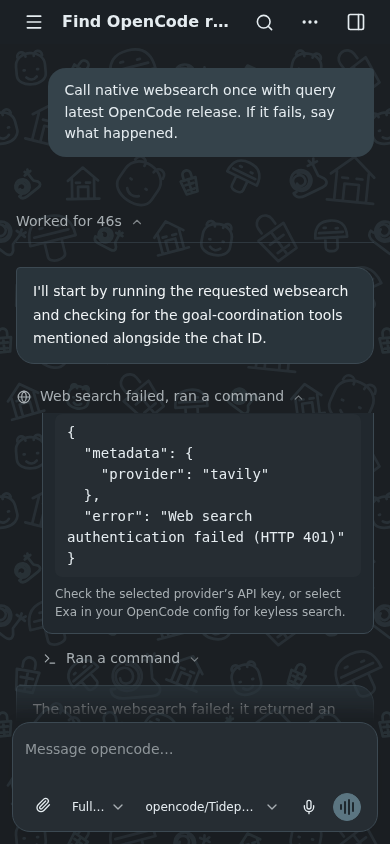 Find OpenCode r...
Call native websearch once with query
latest OpenCode release. If it fails, say
what happened.
Worked for 46s
I'll start by running the requested websearch
and checking for the goal-coordination tools
mentioned alongside the chat ID.
Web search failed, ran a command
{
  "metadata": {
    "provider": "tavily"
  },
  "error": "Web search
authentication failed (HTTP 401)"
}
Check the selected provider’s API key, or select
Exa in your OpenCode config for keyless search.
Ran a command
The native websearch failed: it returned an
Message opencode...
Full...
opencode/Tidep...